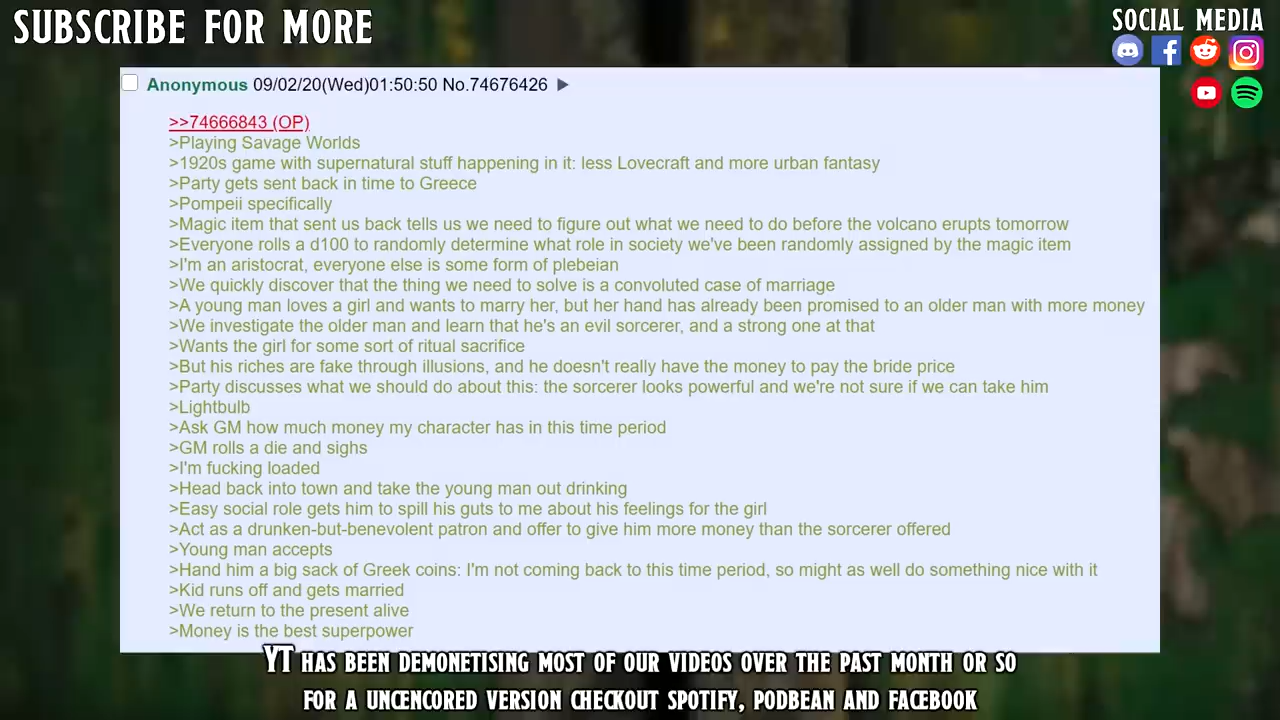 SUBSCRIBE FOR MORE
SOCIAL MEDIA
Anonymous 09/02/20(Wed)01:50:50 No.74676426 ▶
>>74666843 (OP)
>Playing Savage Worlds
>1920s game with supernatural stuff happening in it: less Lovecraft and more urban fantasy
>Party gets sent back in time to Greece
>Pompeii specifically
>Magic item that sent us back tells us we need to figure out what we need to do before the volcano erupts tomorrow
>Everyone rolls a d100 to randomly determine what role in society we've been randomly assigned by the magic item
>I'm an aristocrat, everyone else is some form of plebeian
>We quickly discover that the thing we need to solve is a convoluted case of marriage
>A young man loves a girl and wants to marry her, but her hand has already been promised to an older man with more money
>We investigate the older man and learn that he's an evil sorcerer, and a strong one at that
>Wants the girl for some sort of ritual sacrifice
>But his riches are fake through illusions, and he doesn't really have the money to pay the bride price
>Party discusses what we should do about this: the sorcerer looks powerful and we're not sure if we can take him
>Lightbulb
>Ask GM how much money my character has in this time period
>GM rolls a die and sighs
>I'm fucking loaded
>Head back into town and take the young man out drinking
>Easy social role gets him to spill his guts to me about his feelings for the girl
>Act as a drunken-but-benevolent patron and offer to give him more money than the sorcerer offered
>Young man accepts
>Hand him a big sack of Greek coins: I'm not coming back to this time period, so might as well do something nice with it
>Kid runs off and gets married
>We return to the present alive
>Money is the best superpower
YT HAS BEEN DEMONETISING MOST OF OUR VIDEOS OVER THE PAST MONTH OR SO
FOR A UNCENCORED VERSION CHECKOUT SPOTIFY, PODBEAN AND FACEBOOK